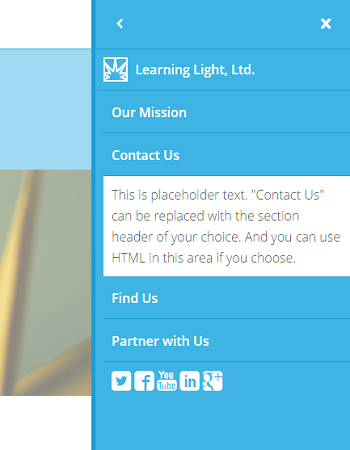 Learning Light, Ltd.
Our Mission
Contact Us
This is placeholder text. "Contact Us"
can be replaced with the section
header of your choice. And you can use
HTML in this area if you choose.
Find Us
Partner with Us
You
Tube
in
g+